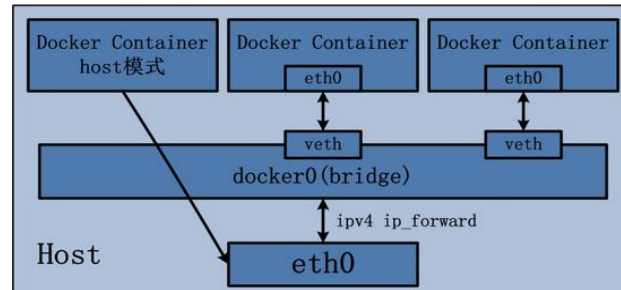 Docker Container
host模式
Docker Container
eth0
Docker Container
eth0
veth
veth
docker0(bridge)
ipv4 ip_forward
Host
eth0